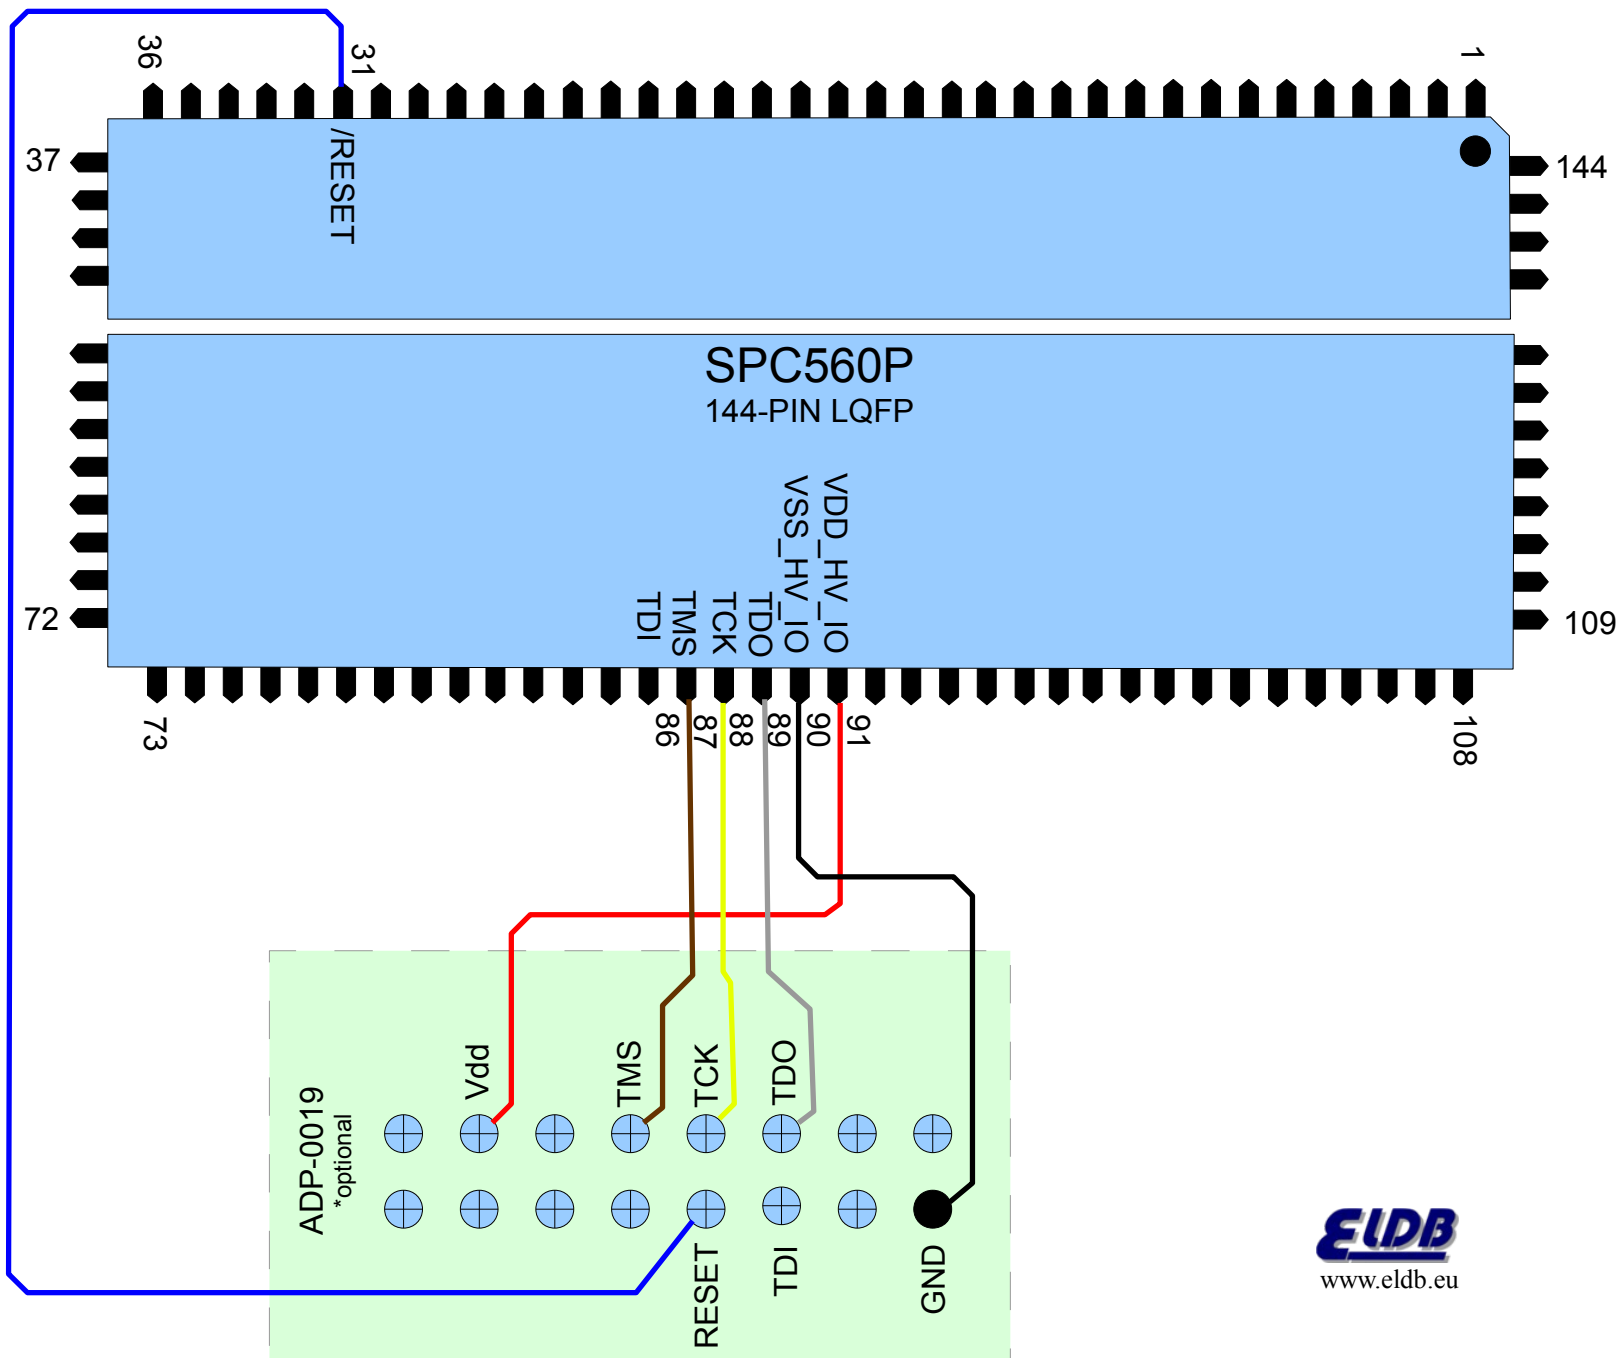 36
31
1
/RESET
37
144
SPC560P
144-PIN LQFP
VSS_HV_IO
VDD_HV_IO
TDI
TMS
TCK
TDO
72
109
73
86
87
88
89
90
91
108
ADP-0019
*optional
Vdd
TMS
TCK
TDO
RESET
TDI
GND
ELDB
www.eldb.eu